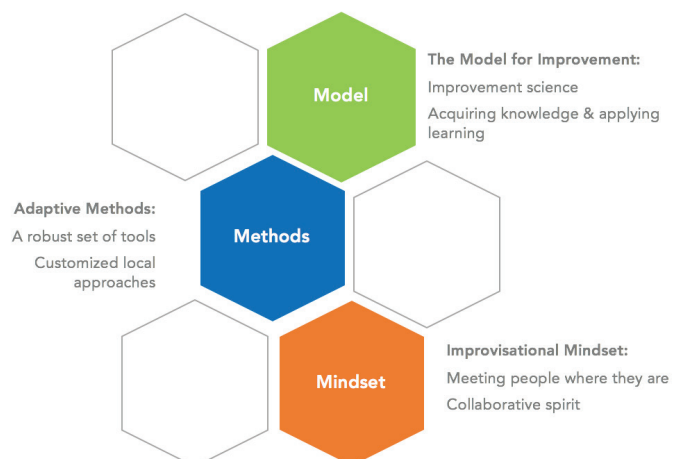 Model
The Model for Improvement:
Improvement science
Acquiring knowledge & applying
learning
Adaptive Methods:
A robust set of tools
Customized local
approaches
Methods
Mindset
Improvisational Mindset:
Meeting people where they are
Collaborative spirit